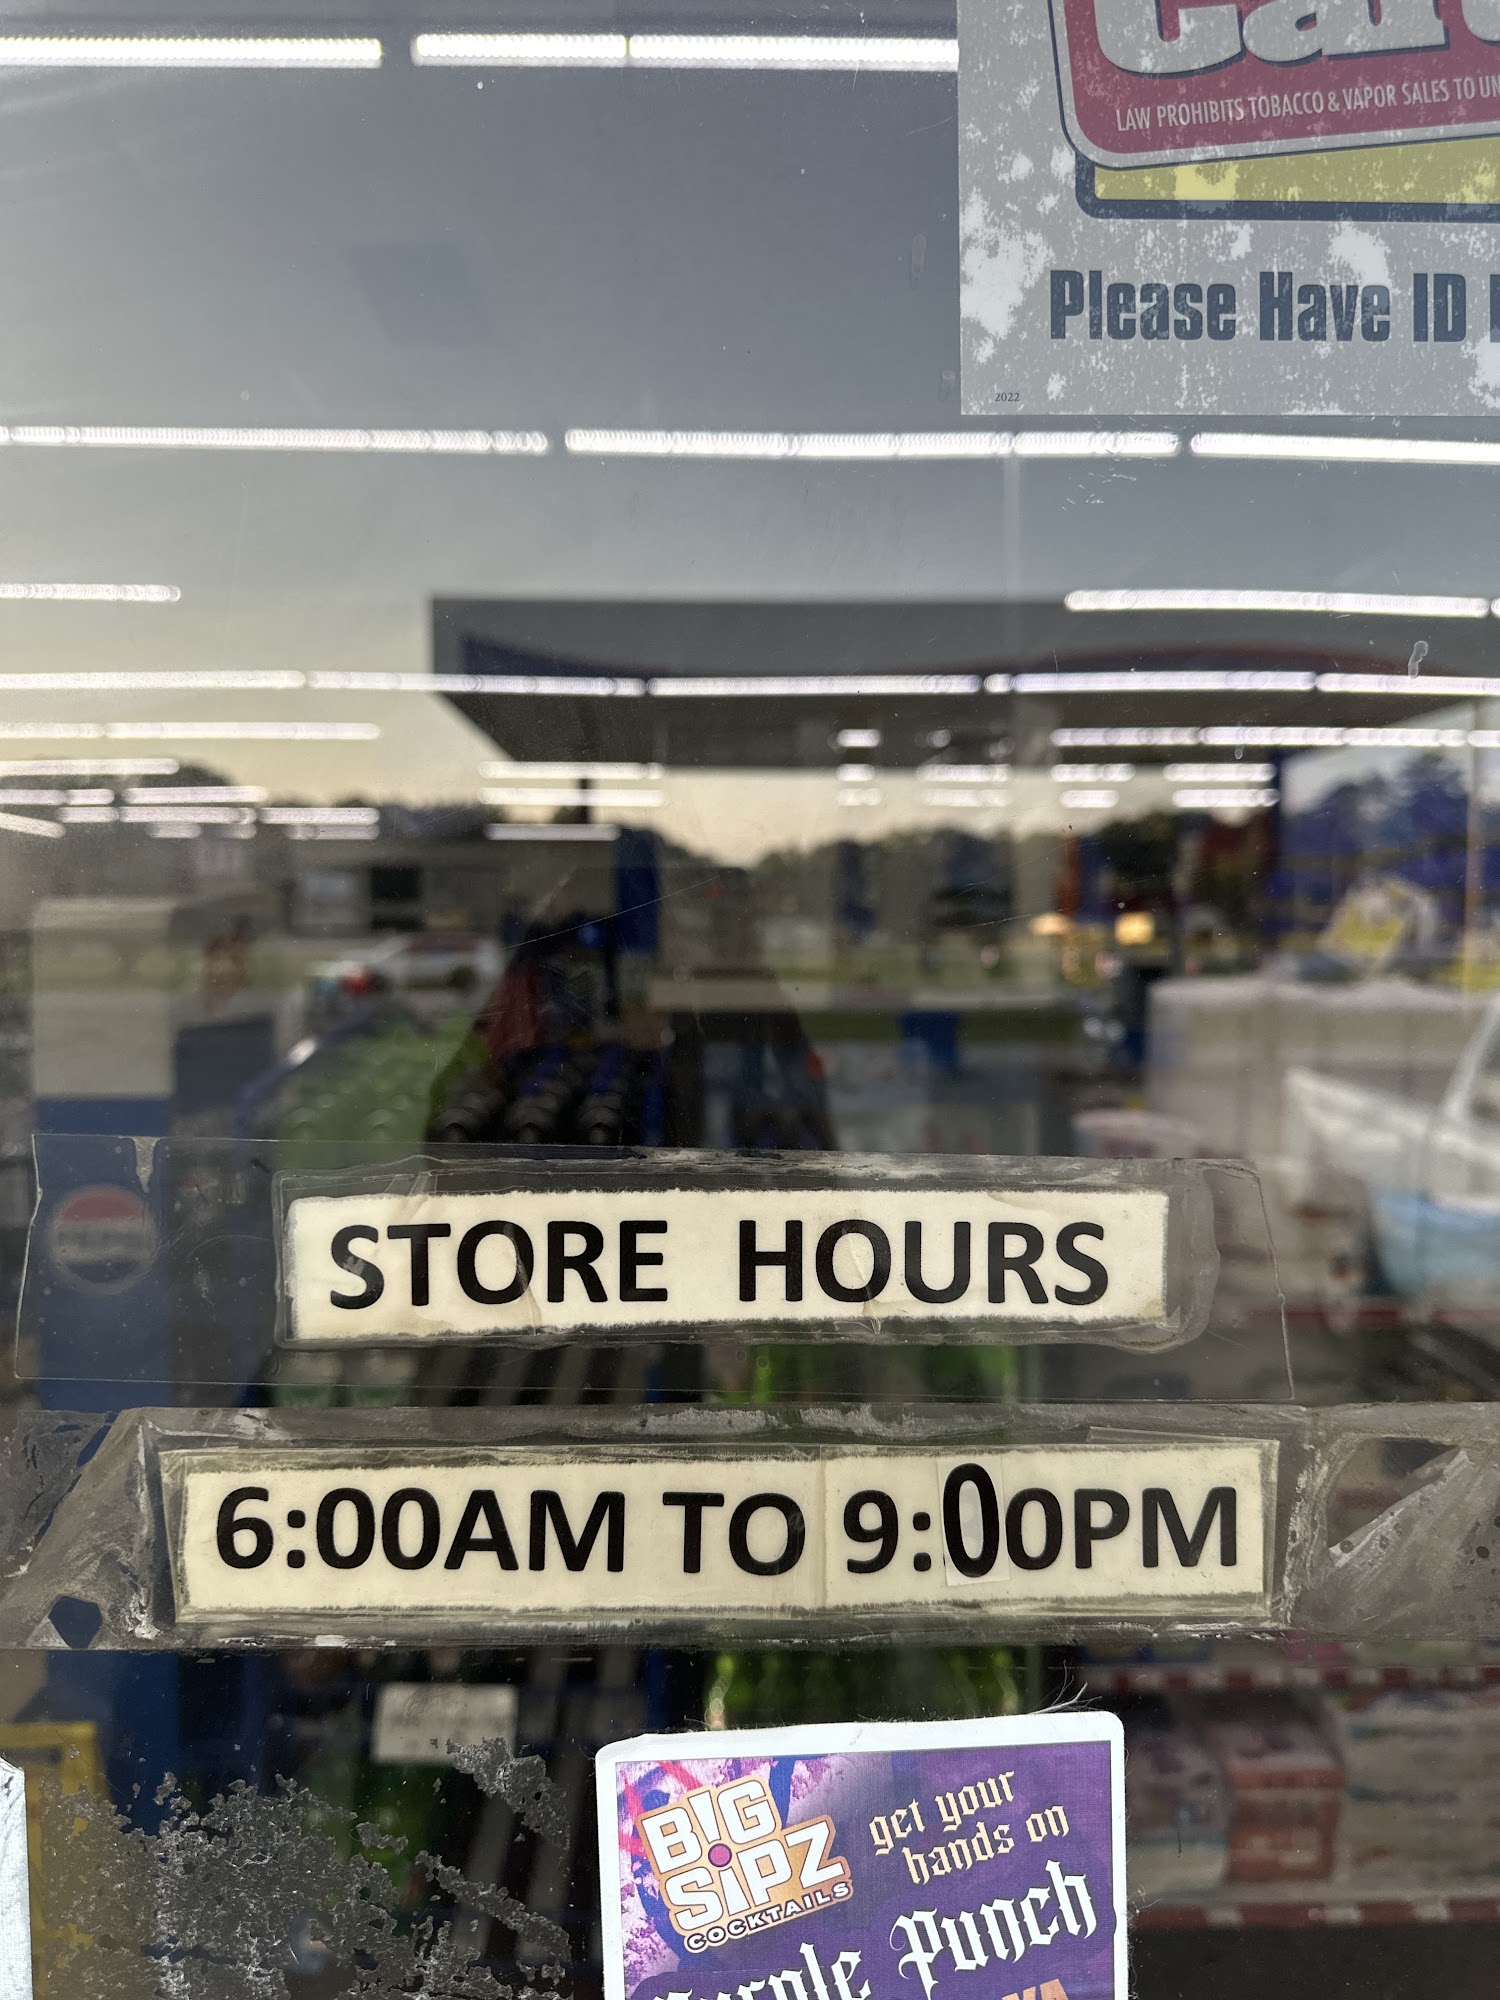 LAW PROHIBITS TOBACCO & VAPOR SALES TO
Please Have ID
2022
STORE HOURS
6:00AM TO 9:00PM
BIG
SIPZ
COCKTAILS
get your
hands on
Punch